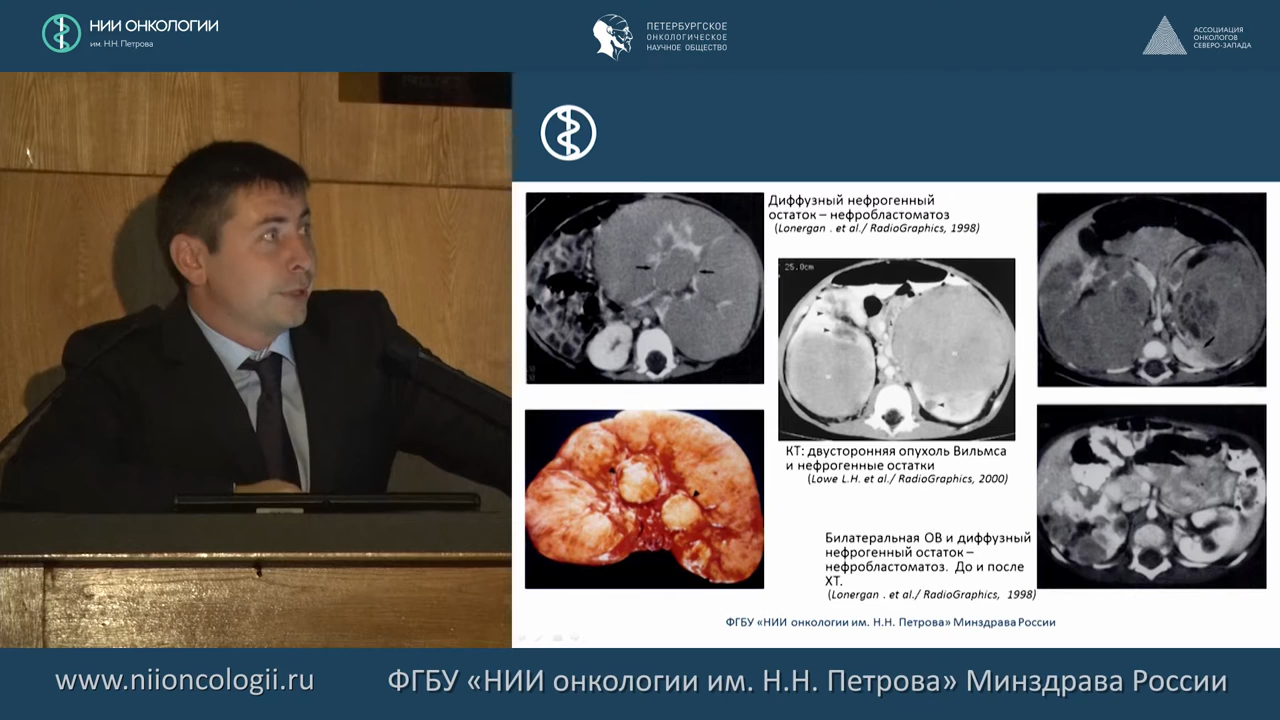 НИИ ОНКОЛОГИИ
им. Н.Н. Петрова
ПЕТЕРБУРГСКОЕ
ОНКОЛОГИЧЕСКОЕ
НАУЧНОЕ ОБЩЕСТВО
АССОЦИАЦИЯ
ОНКОЛОГОВ
СЕВЕРО-ЗАПАДА
Диффузный нефрогенный
остаток – нефробластоматоз
(Lonergan . et al./ RadioGraphics, 1998)
25.0cm
КТ: двусторонняя опухоль Вильмса
и нефрогенные остатки
(Lowe L.H. et al./ RadioGraphics, 2000)
Билатеральная ОВ и диффузный
нефрогенный остаток –
нефробластоматоз. До и после
ХТ.
(Lonergan . et al./ RadioGraphics, 1998)
ФГБУ «НИИ онкологии им. Н.Н. Петрова» Минздрава России
www.niioncologii.ru
ФГБУ «НИИ онкологии им. Н.Н. Петрова» Минздрава России